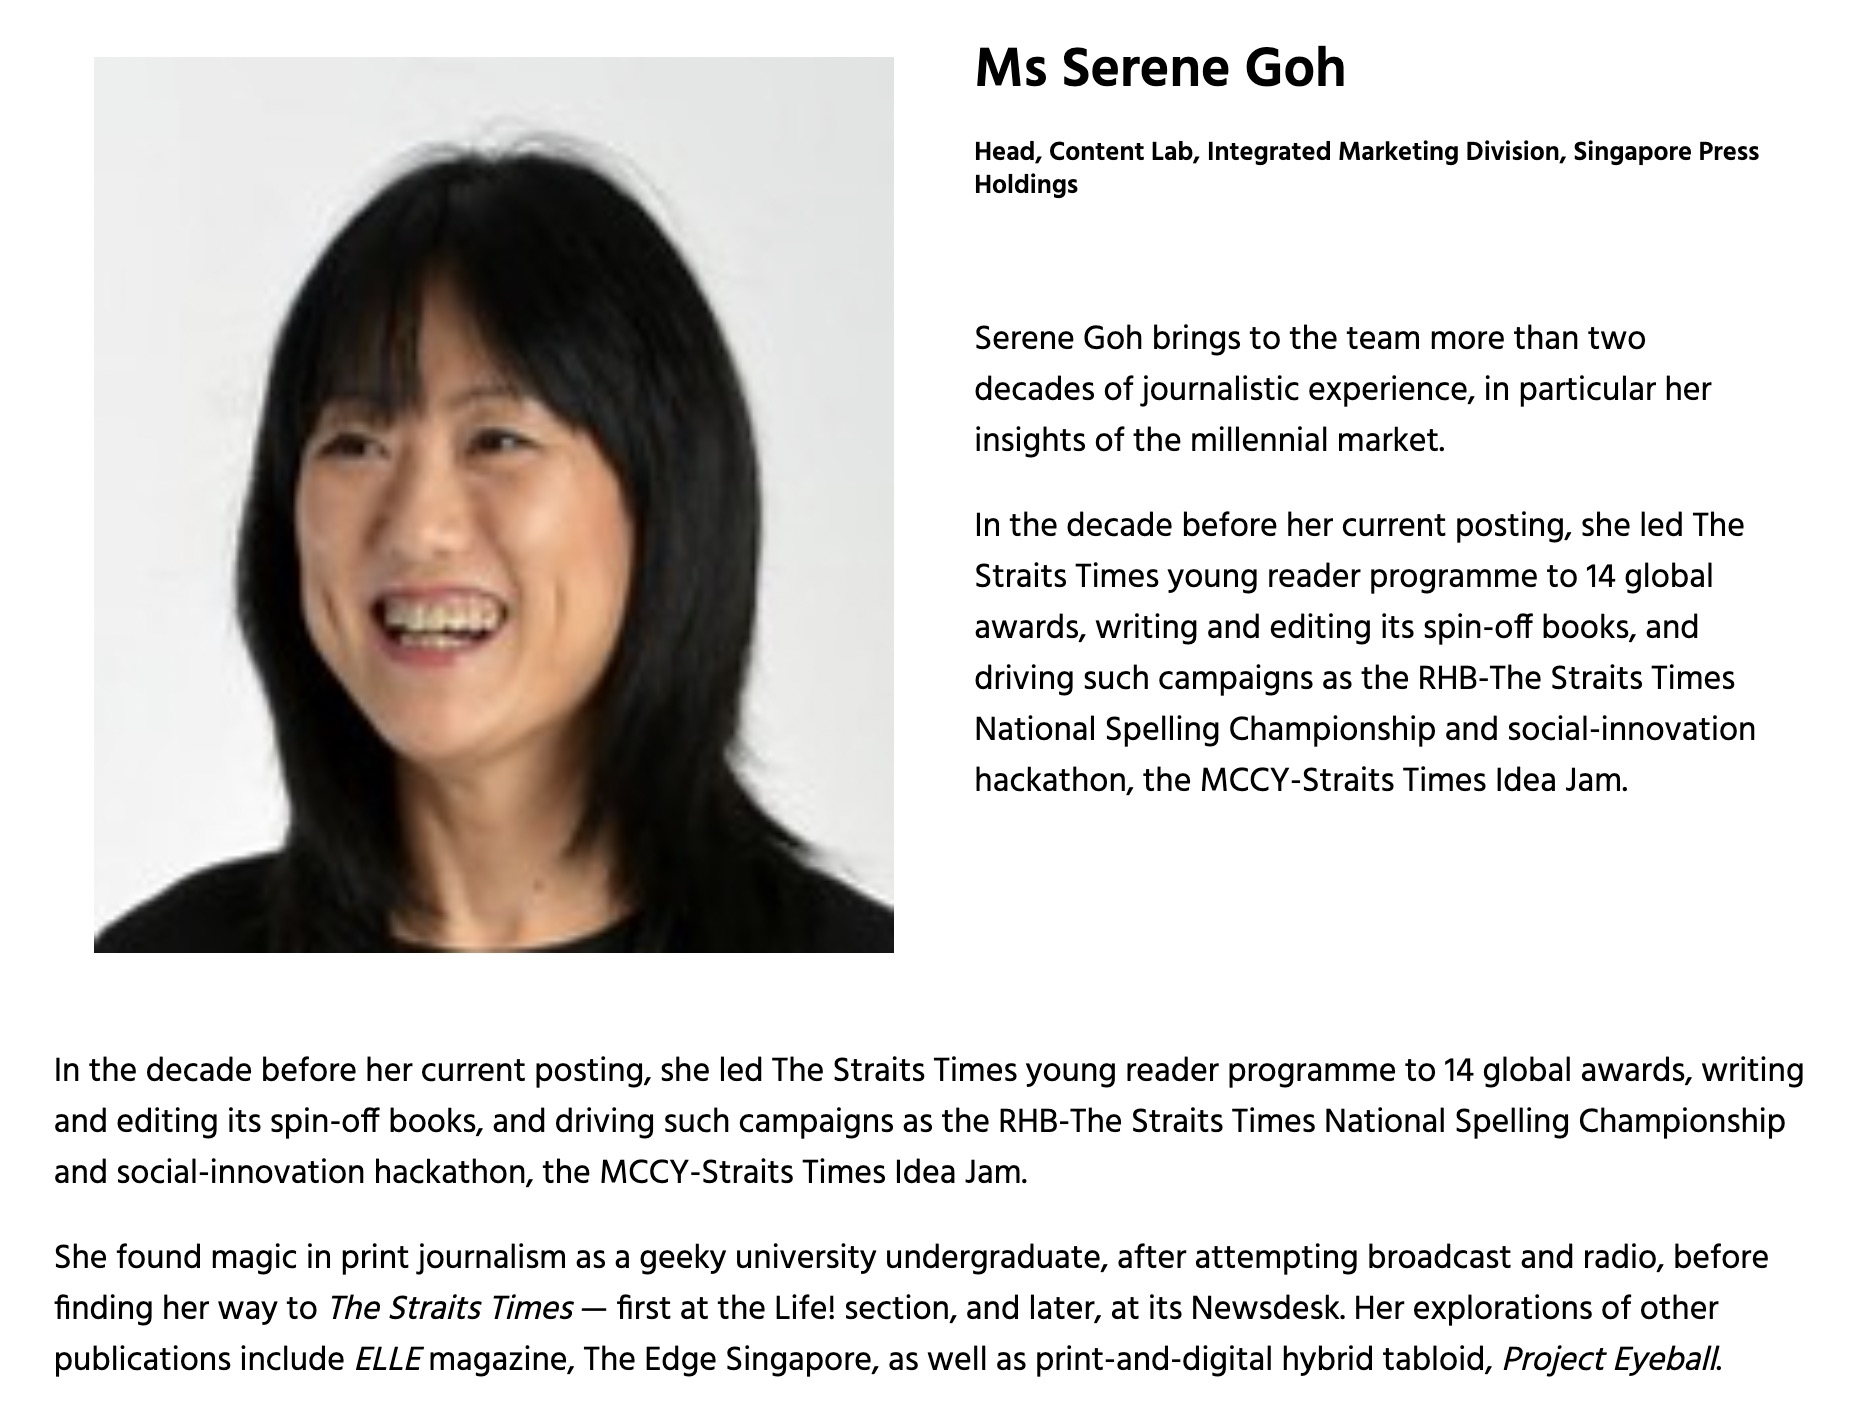 Ms Serene Goh
Head, Content Lab, Integrated Marketing Division, Singapore Press
Holdings
Serene Goh brings to the team more than two
decades of journalistic experience, in particular her
insights of the millennial market.
In the decade before her current posting, she led The
Straits Times young reader programme to 14 global
awards, writing and editing its spin-off books, and
driving such campaigns as the RHB-The Straits Times
National Spelling Championship and social-innovation
hackathon, the MCCY-Straits Times Idea Jam.
In the decade before her current posting, she led The Straits Times young reader programme to 14 global awards, writing
and editing its spin-off books, and driving such campaigns as the RHB-The Straits Times National Spelling Championship
and social-innovation hackathon, the MCCY-Straits Times Idea Jam.
She found magic in print journalism as a geeky university undergraduate, after attempting broadcast and radio, before
finding her way to The Straits Times — first at the Life! section, and later, at its Newsdesk. Her explorations of other
publications include ELLE magazine, The Edge Singapore, as well as print-and-digital hybrid tabloid, Project Eyeball.